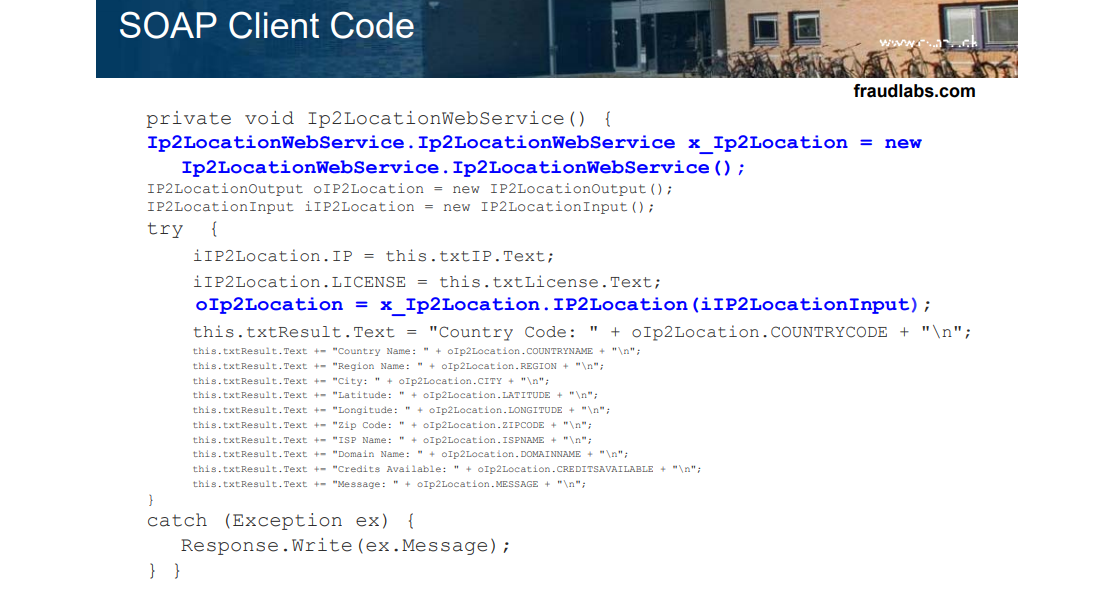 SOAP Client Code
fraudlabs.com
private void Ip2LocationWebService() {
Ip2LocationWebService.Ip2LocationWebService x_Ip2Location = new
Ip2LocationWebService.Ip2LocationWebService();
IP2LocationOutput oIP2Location = new IP2LocationOutput();
IP2LocationInput iIP2Location = new IP2LocationInput();
try {
iIP2Location.IP = this.txtIP.Text;
iIP2Location.LICENSE = this.txtLicense.Text;
oIp2Location = x_Ip2Location.IP2Location(iIP2LocationInput);
this.txtResult.Text = "Country Code: " + oIp2Location.COUNTRYCODE + "\n";
this.txtResult.Text += "Country Name: " + oIp2Location.COUNTRYNAME + "\n";
this.txtResult.Text += "Region Name: " + oIp2Location.REGION + "\n";
this.txtResult.Text += "City: " + oIp2Location.CITY + "\n";
this.txtResult.Text += "Latitude: " + oIp2Location.LATITUDE + "\n";
this.txtResult.Text += "Longitude: " + oIp2Location.LONGITUDE + "\n";
this.txtResult.Text += "Zip Code: " + oIp2Location.ZIPCODE + "\n";
this.txtResult.Text += "ISP Name: " + oIp2Location.ISPNAME + "\n";
this.txtResult.Text += "Domain Name: " + oIp2Location.DOMAINNAME + "\n";
this.txtResult.Text += "Credits Available: " + oIp2Location.CREDITSAVAILABLE + "\n";
this.txtResult.Text += "Message: " + oIp2Location.MESSAGE + "\n";
}
catch (Exception ex) {
Response.Write(ex.Message);
} }